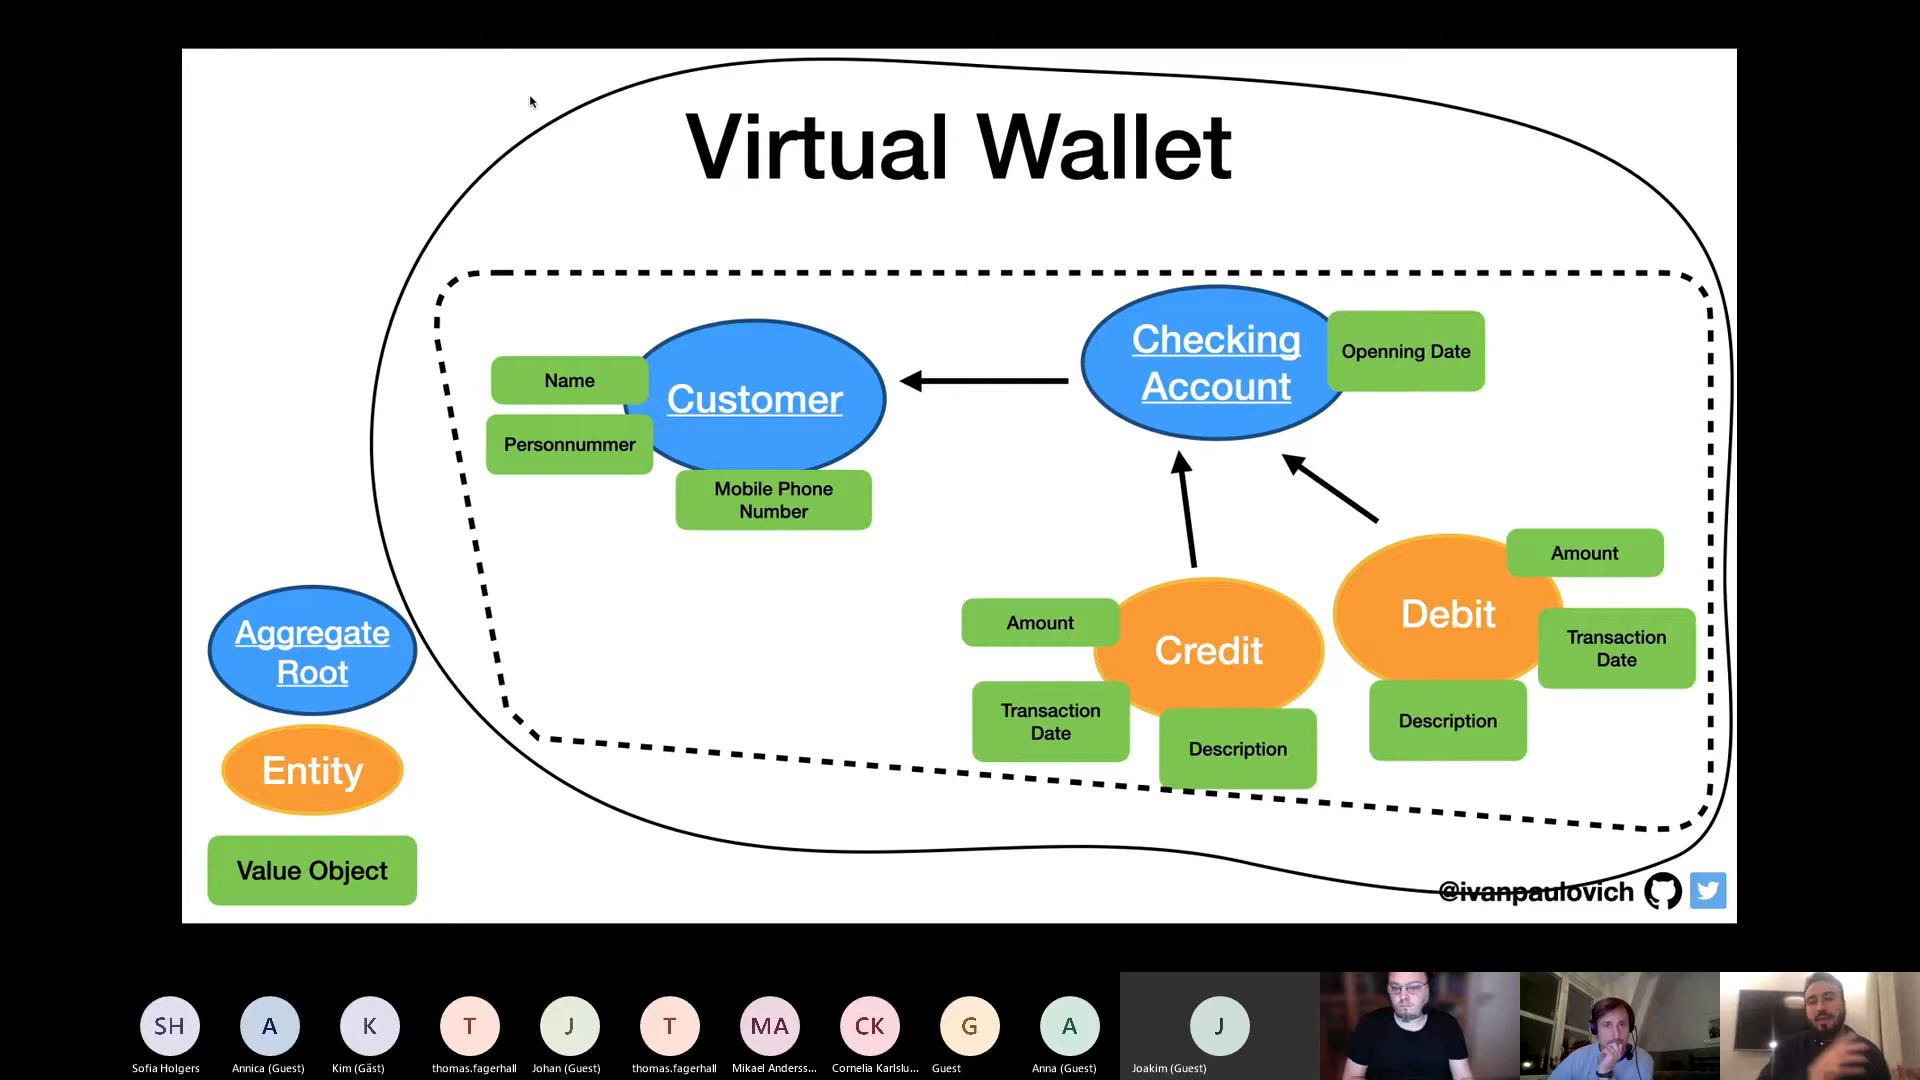 Virtual Wallet
Name
Personnummer
Customer
Mobile Phone
Number
Checking
Account
Openning Date
Amount
Credit
Transaction
Date
Description
Debit
Amount
Transaction
Date
Description
Aggregate
Root
Entity
Value Object
@ivanpaulovich
SH
A
K
T
J
T
MA
CK
G
A
J
Sofia Holgers
Annica (Guest)
Kim (Gäst)
thomas.fagerhall
Johan (Guest)
thomas.fagerhall
Mikael Anderss...
Cornelia Karlslu...
Guest
Anna (Guest)
Joakim (Guest)